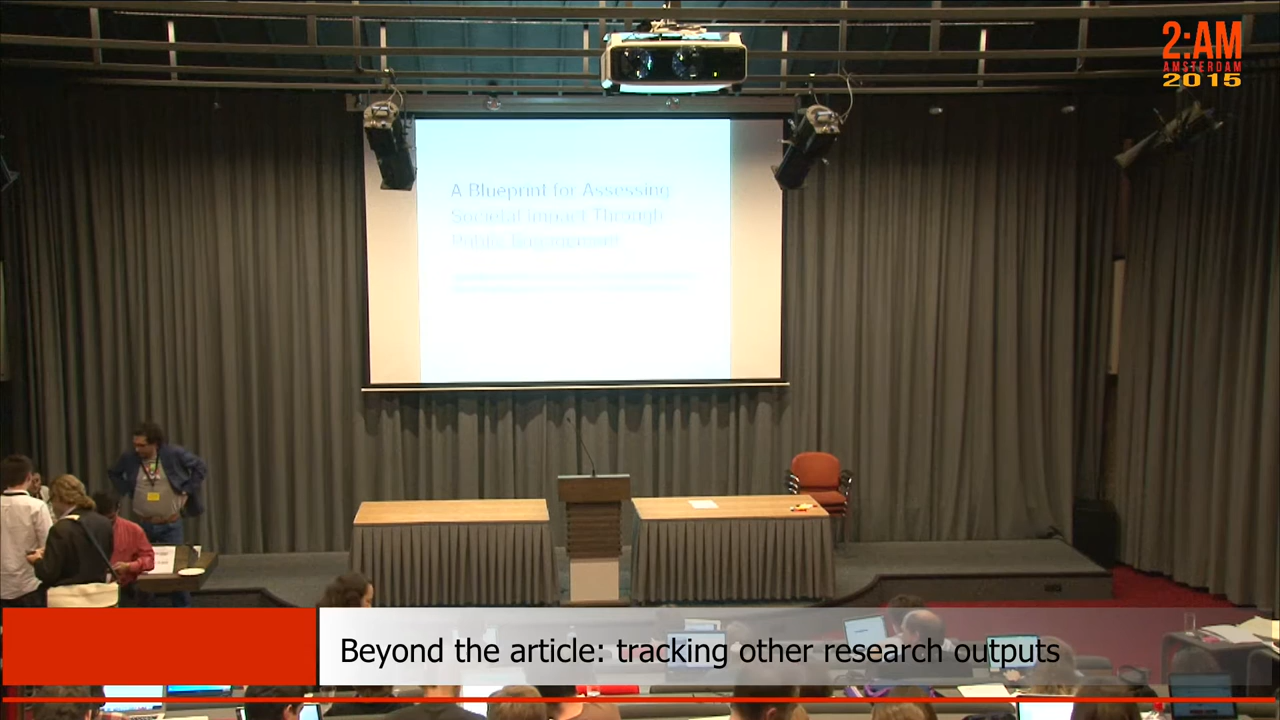 2:AM
AMSTERDAM
2015
A Blueprint for Assessing
Societal Impact Through
Public Engagement
Beyond the article: tracking other research outputs